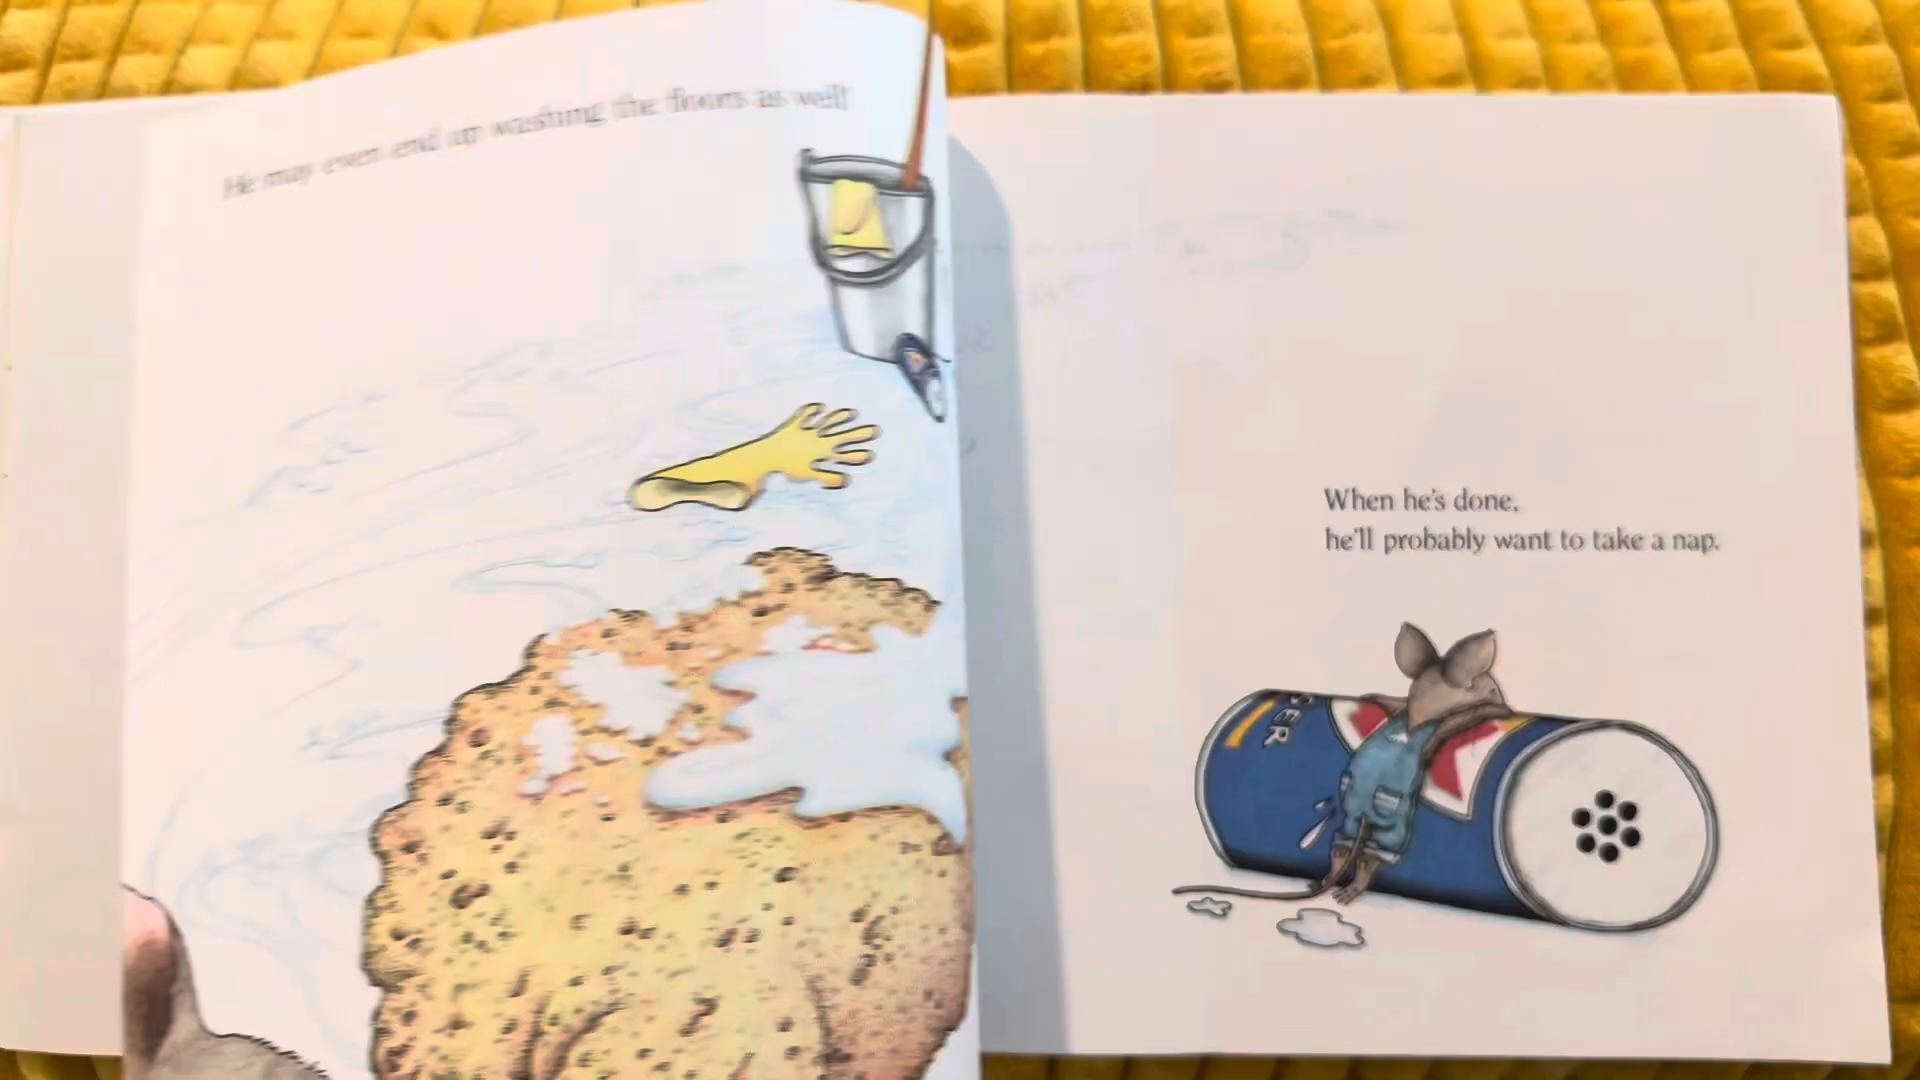 He may even end up washing the floors as well
When he's done,
he'll probably want to take a nap.
PER